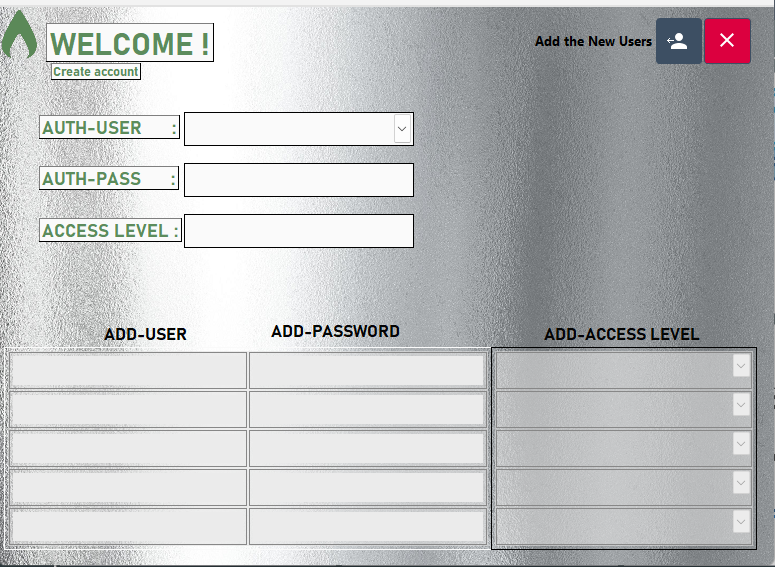 WELCOME !
Add the New Users
Create account
AUTH-USER :
AUTH-PASS :
ACCESS LEVEL :
ADD-USER ADD-PASSWORD ADD-ACCESS LEVEL